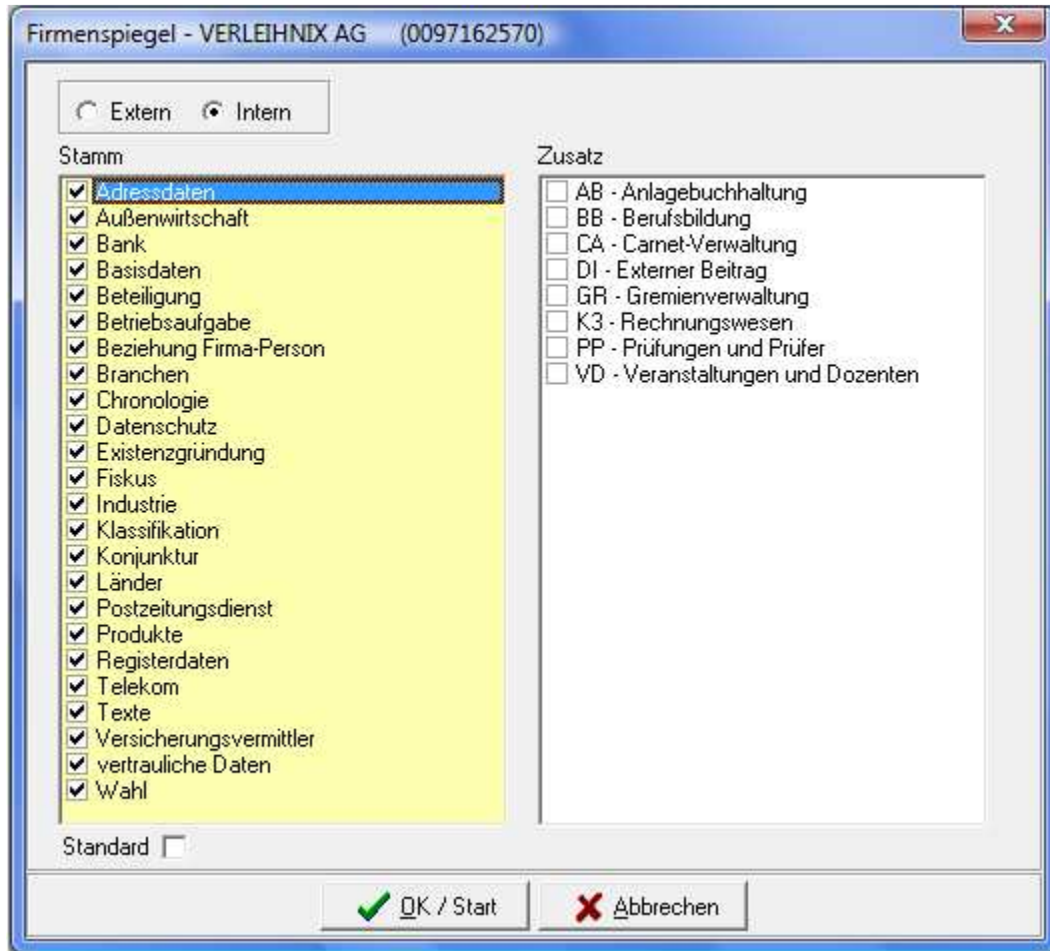 Firmenspiegel - VERLEIHNIX AG (0097162570)
Extern Intern
Stamm
Adressdaten
Außenwirtschaft
Bank
Basisdaten
Beteiligung
Betriebsaufgabe
Beziehung Firma-Person
Branchen
Chronologie
Datenschutz
Existenzgründung
Fiskus
Industrie
Klassifikation
Konjunktur
Länder
Postzeitungsdienst
Produkte
Registerdaten
Telekom
Texte
Versicherungsvermittler
vertrauliche Daten
Wahl
Standard
Zusatz
AB - Anlagebuchhaltung
BB - Berufsbildung
CA - Carnet-Verwaltung
DI - Externer Beitrag
GR - Gremienverwaltung
K3 - Rechnungswesen
PP - Prüfungen und Prüfer
VD - Veranstaltungen und Dozenten
OK / Start
Abbrechen